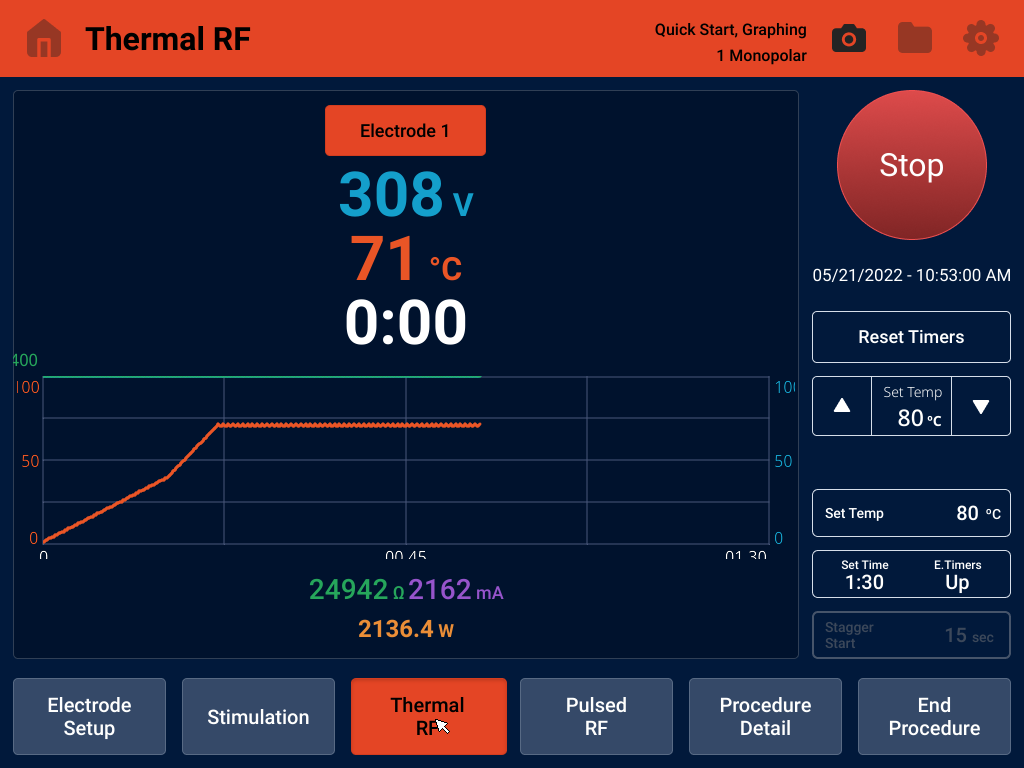 Thermal RF
Quick Start, Graphing
1 Monopolar
Electrode 1
308 V
71 °C
0:00
Stop
05/21/2022 - 10:53:00 AM
Reset Timers
Set Temp
80 °C
Set Temp 80 °C
Set Time E.Timers
1:30 Up
Stagger
Start 15 sec
400
100
50
0
100
50
0
0 00:45 01:30
24942 Ω 2162 mA
2136.4 W
Electrode
Setup
Stimulation
Thermal
RF
Pulsed
RF
Procedure
Detail
End
Procedure